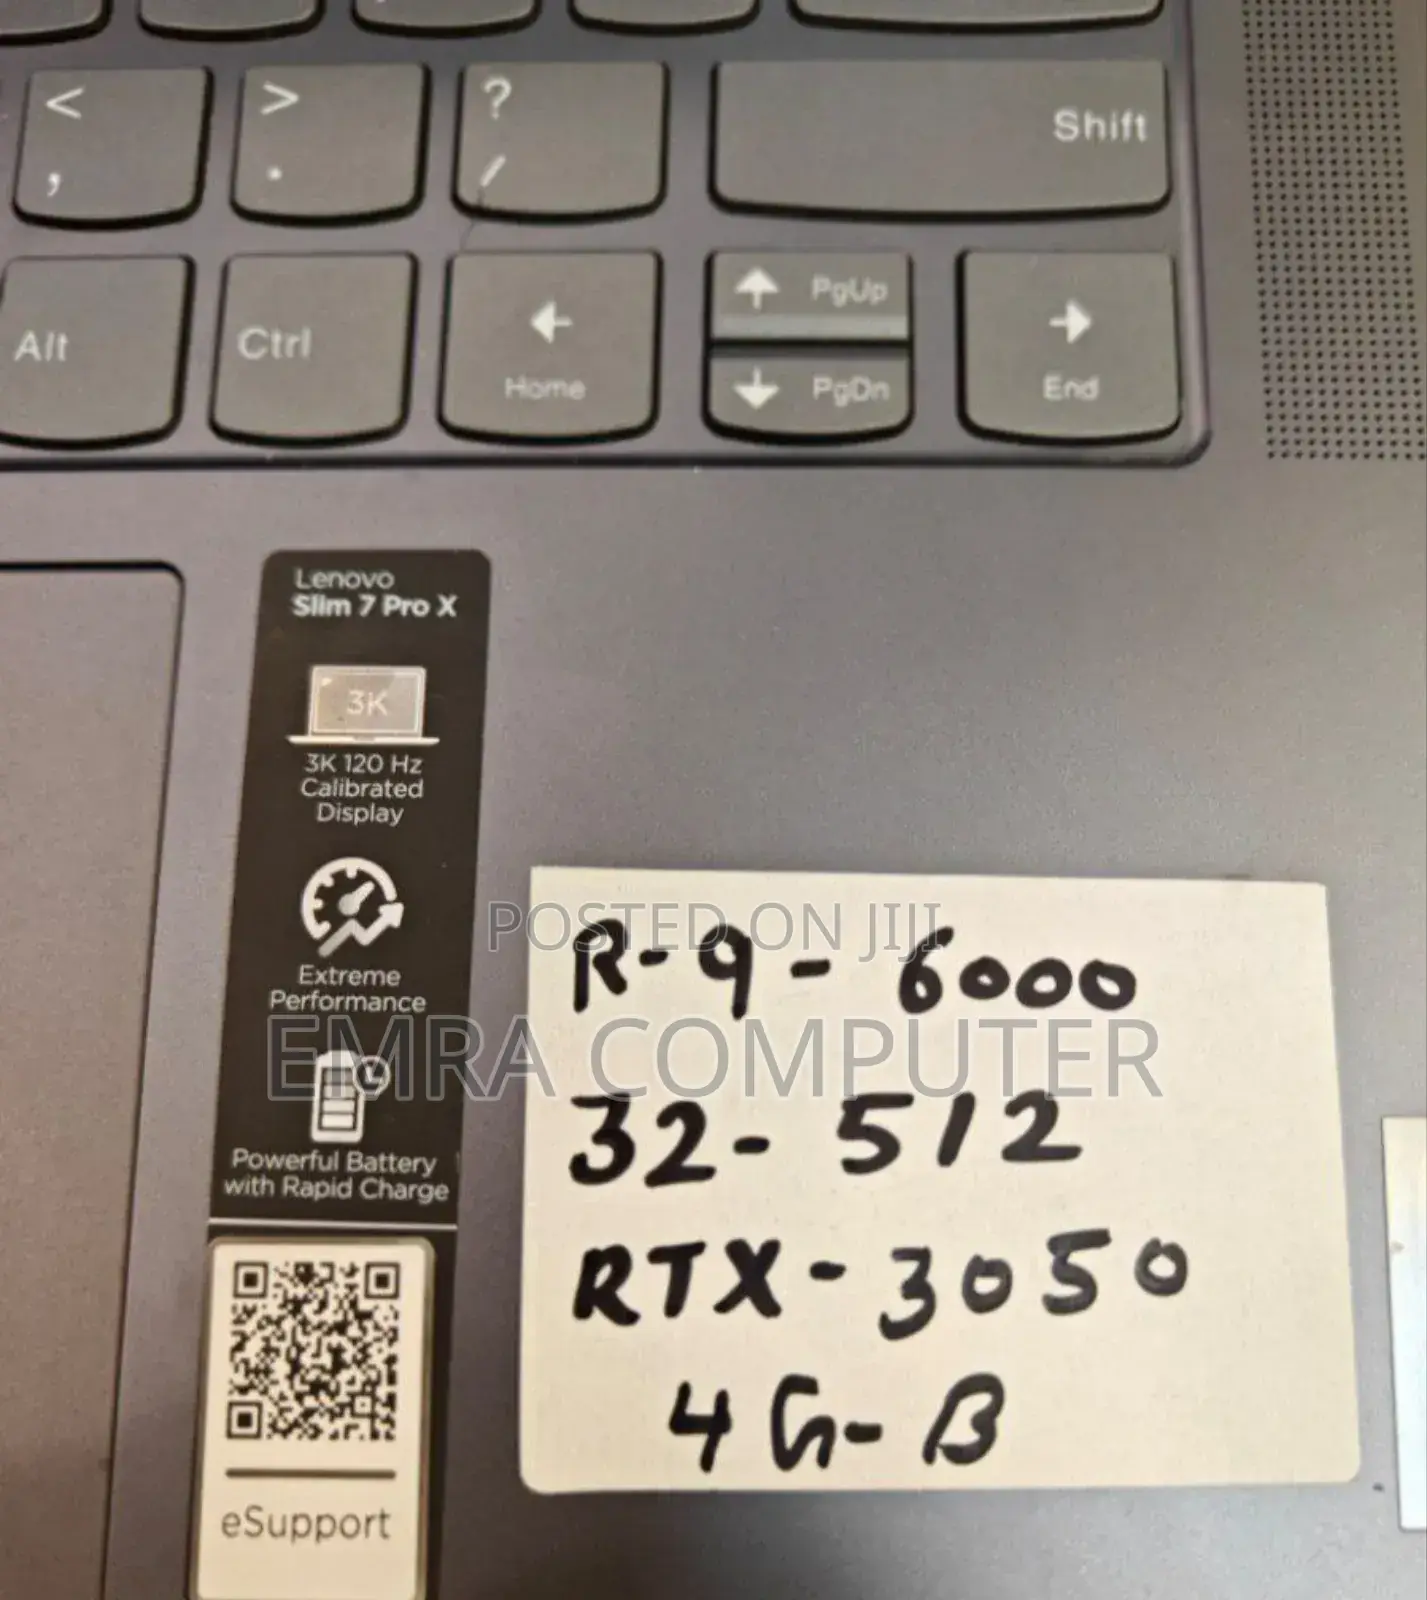 <
,
>
.
?
/
Shift
Alt
Ctrl
Home
PgUp
PgDn
End
Lenovo
Slim 7 Pro X
3K
3K 120 Hz
Calibrated
Display
Extreme
Performance
Powerful Battery
with Rapid Charge
eSupport
POSTED ON JIJI
EMRA COMPUTER
R-9-6000
32-512
RTX-3050
4G-B